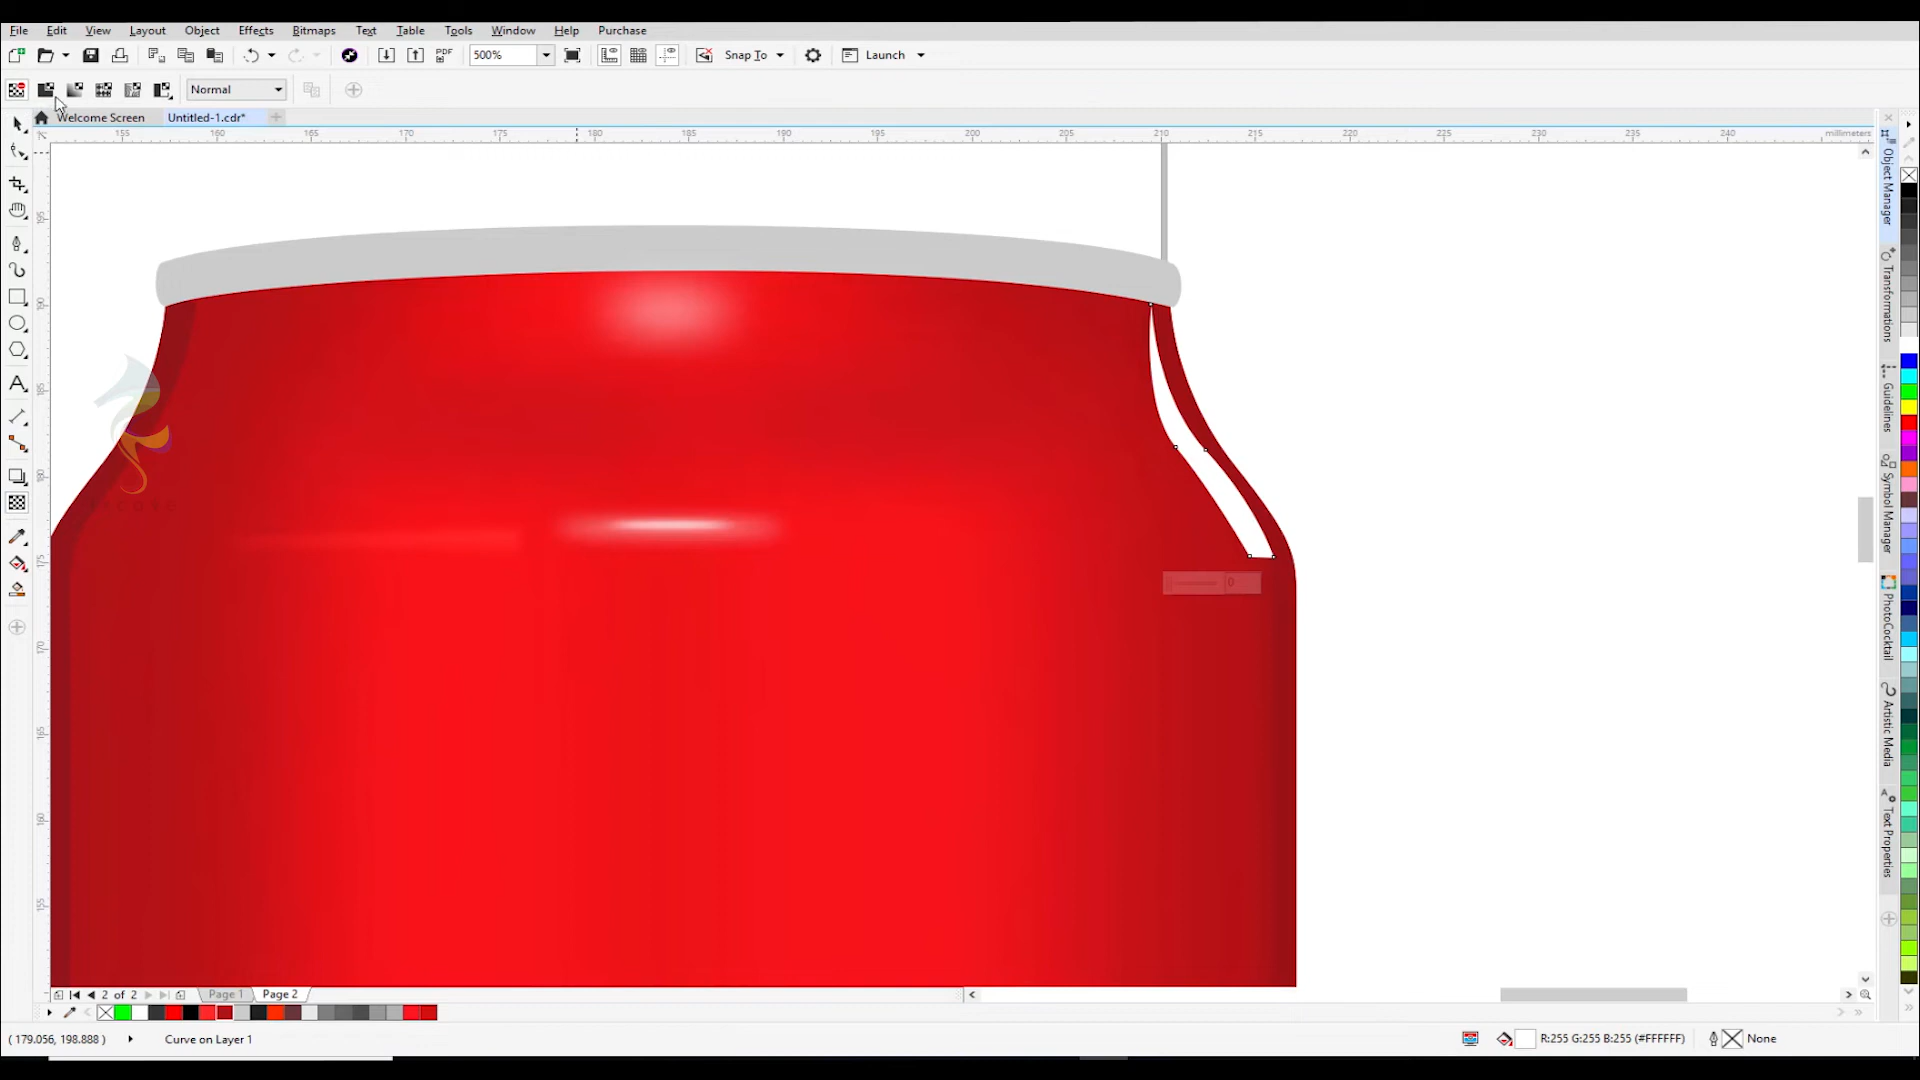 File Edit View Layout Object Effects Bitmaps Text Table Tools Window Help Purchase
PDF 500% Snap To Launch
Normal
Welcome Screen Untitled-1.cdr*
155 160 165 170 175 180 185 190 195 200 205 210 215 220 225 230 235 240 millimeters
Object Manager
Transformations
Guidelines
Symbol Manager
PhotoCocktail
Artistic Media
Text Properties
0
2 of 2 Page 1 Page 2
( 179.056, 198.888 ) Curve on Layer 1 R:255 G:255 B:255 (#FFFFFF) None